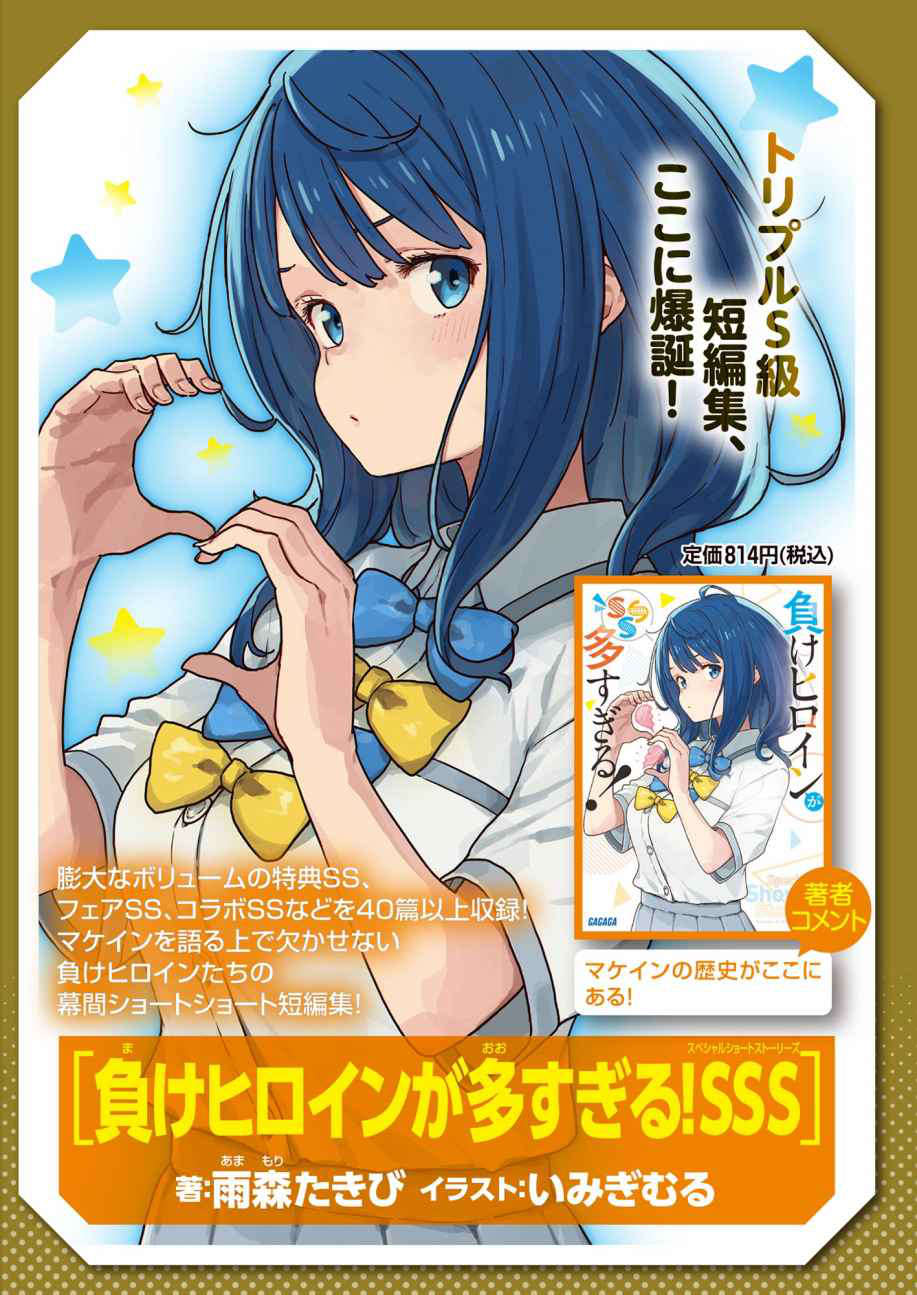 トリプルS級
短編集、
ここに爆誕！
定価814円(税込)
SSS
負けヒロインが
多すぎる！
GAGAGA
著者
コメント
マケインの歴史がここに
ある！
膨大なボリュームの特典SS、
フェアSS、コラボSSなどを40篇以上収録！
マケインを語る上で欠かせない
負けヒロインたちの
幕間ショートショート短編集！
ま おお スペシャルショートストーリーズ
［負けヒロインが多すぎる！SSS］
あま もり
著：雨森たきび イラスト：いみぎむる